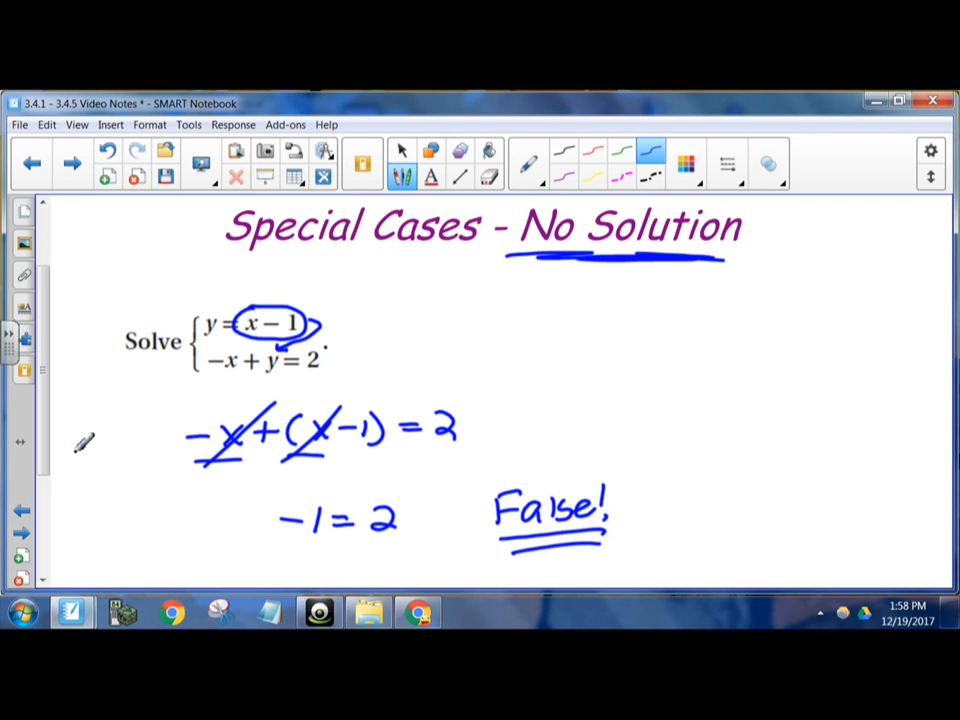 3.4.1 - 3.4.5 Video Notes * - SMART Notebook
File Edit View Insert Format Tools Response Add-ons Help
Special Cases - No Solution
Solve { y = x − 1
−x + y = 2 .
-x + (x - 1) = 2
-1 = 2 False!
1:58 PM
12/19/2017